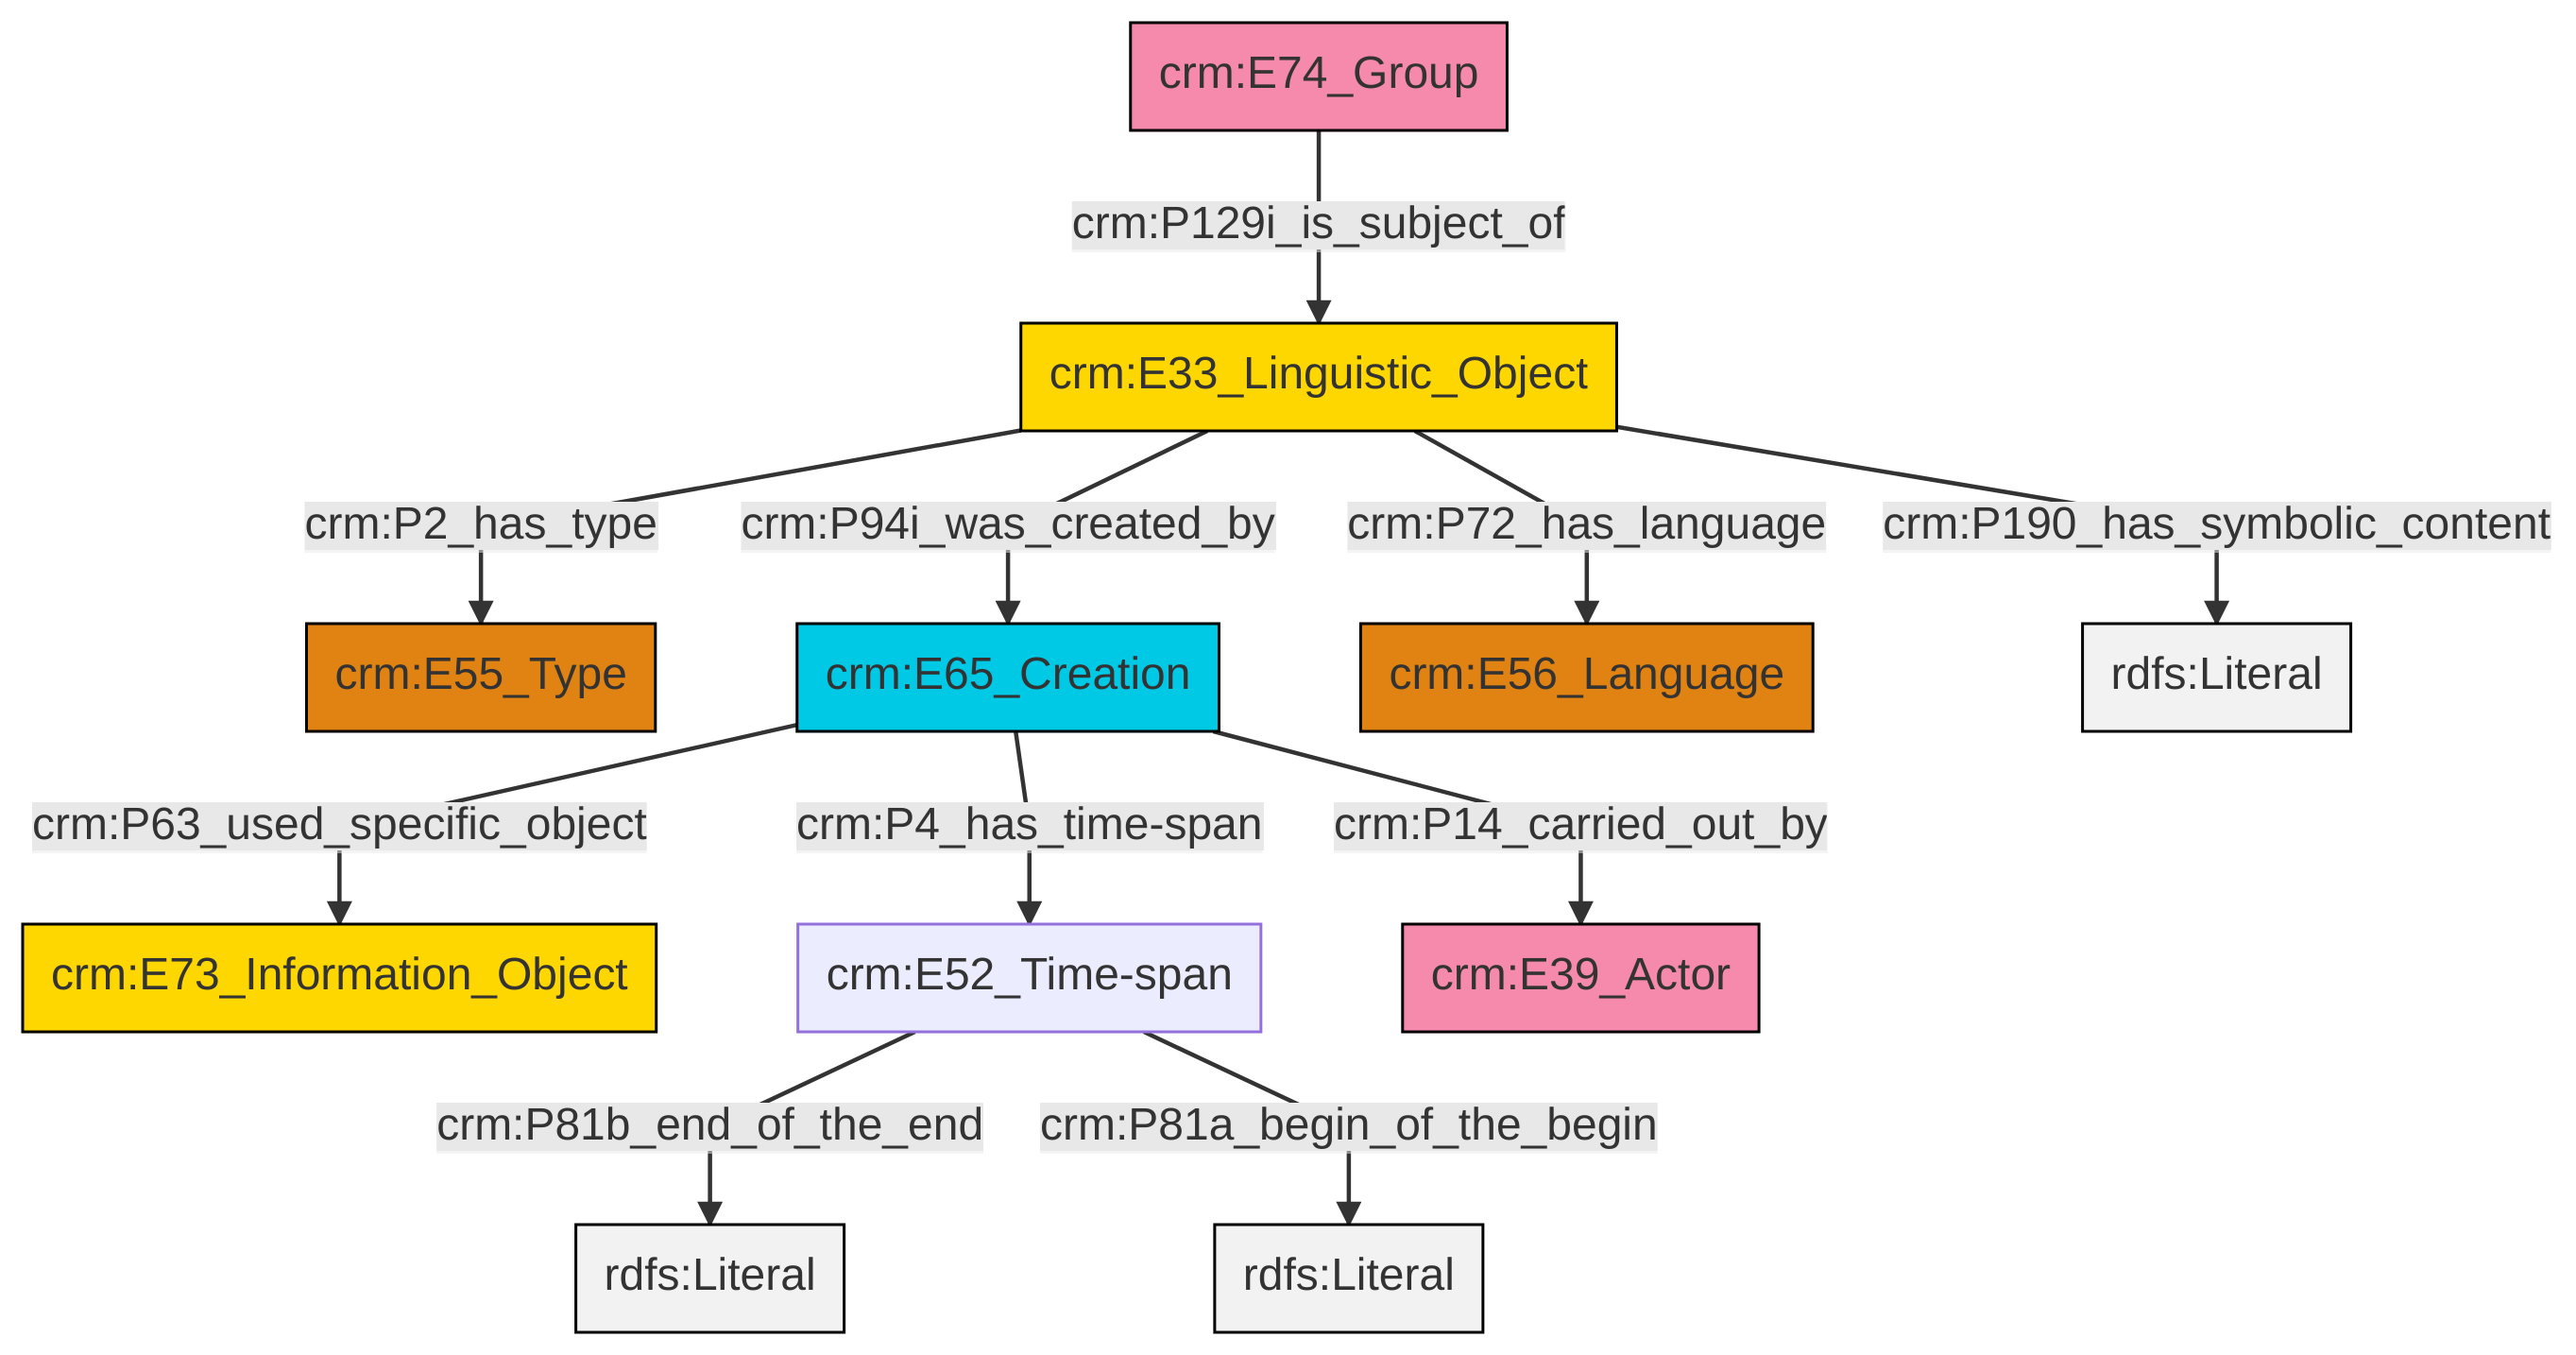 crm:E74_Group
crm:P129i_is_subject_of
crm:E33_Linguistic_Object
crm:P2_has_type
crm:P94i_was_created_by
crm:P72_has_language
crm:P190_has_symbolic_content
crm:E55_Type
crm:E65_Creation
crm:E56_Language
rdfs:Literal
crm:P63_used_specific_object
crm:P4_has_time-span
crm:P14_carried_out_by
crm:E73_Information_Object
crm:E52_Time-span
crm:E39_Actor
crm:P81b_end_of_the_end
crm:P81a_begin_of_the_begin
rdfs:Literal
rdfs:Literal